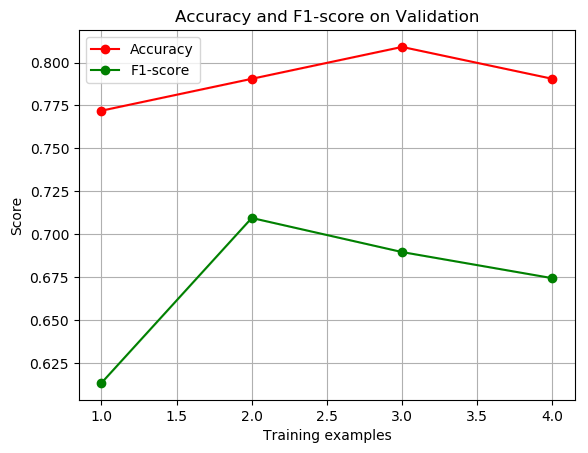 Accuracy and F1-score on Validation
Accuracy
F1-score
0.800
0.775
0.750
0.725
0.700
0.675
0.650
0.625
Score
1.0 1.5 2.0 2.5 3.0 3.5 4.0
Training examples